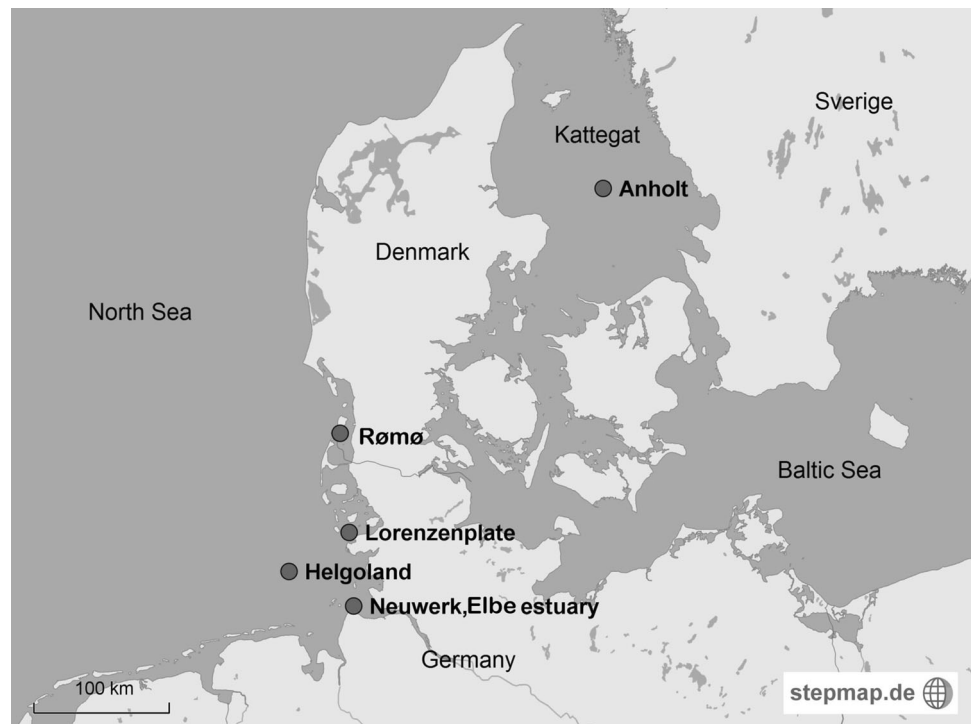 Sverige
Kattegat
Anholt
Denmark
North Sea
Rømø
Baltic Sea
Lorenzenplate
Helgoland
Neuwerk,Elbe estuary
Germany
100 km
stepmap.de